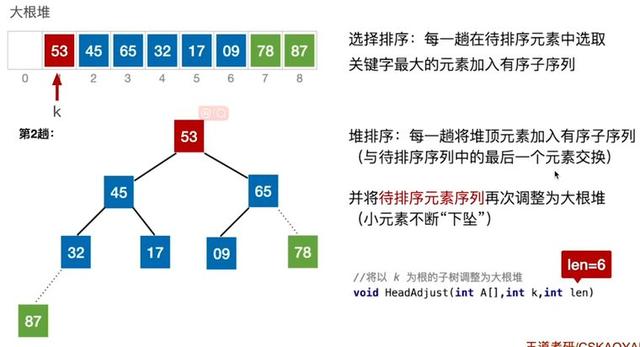 大根堆
53 45 65 32 17 09 78 87
0 1 2 3 4 5 6 7 8
k
第2趟：
53
45 65
32 17 09 78
87
选择排序：每一趟在待排序元素中选取
关键字最大的元素加入有序子序列
堆排序：每一趟将堆顶元素加入有序子序列
（与待排序序列中的最后一个元素交换）
并将待排序元素序列再次调整为大根堆
（小元素不断“下坠”）
len=6
//将以 k 为根的子树调整为大根堆
void HeadAdjust(int A[],int k,int len)
王道考研/CSKAOYAN